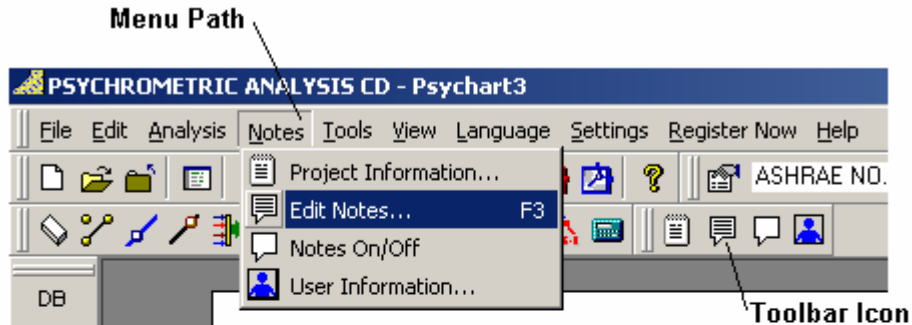 Menu Path
PSYCHROMETRIC ANALYSIS CD - Psychart3
File Edit Analysis Notes Tools View Language Settings Register Now Help
Project Information...
ASHRAE NO.
Edit Notes... F3
Notes On/Off
User Information...
DB
Toolbar Icon